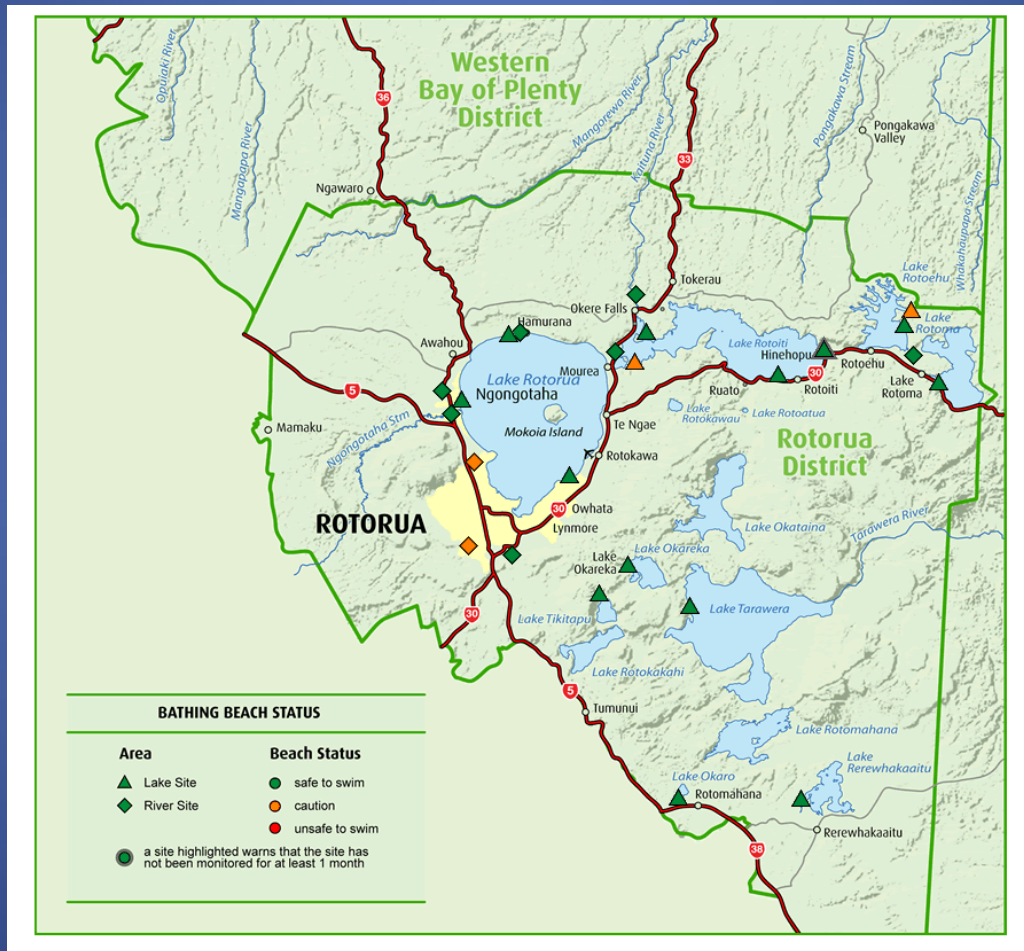 Opuiaki River
Mangapapa River
36
Western
Bay of Plenty
District
Mangorewa River
Kaituna River
33
Pongakawa Stream
Pongakawa
Valley
Whakahaupapa Stream
Ngawaro
Tokerau
Okere Falls
Lake
Rotoehu
Lake
Rotoma
Hamurana
Awahou
Lake Rotoiti
Hinehopu
Rotoehu
Mourea
30
Lake
Rotoma
Ruato
Rotoiti
5
Lake Rotorua
Ngongotaha
Mokoia Island
Lake
Rotokawau
Lake Rotoatua
Te Ngae
Mamaku
Ngongotaha Stm
Rotokawa
Rotorua
District
ROTORUA
30
Owhata
Lynmore
Lake Okataina
Tarawera River
Lake
Okareka
Lake Okareka
30
Lake Tikitapu
Lake Tarawera
Lake Rotokakahi
5
Tumunui
Lake Rotomahana
Lake
Rerewhakaaitu
Lake Okaro
Rotomahana
Rerewhakaaitu
38
BATHING BEACH STATUS
Area
Beach Status
Lake Site
safe to swim
River Site
caution
unsafe to swim
a site highlighted warns that the site has
not been monitored for at least 1 month